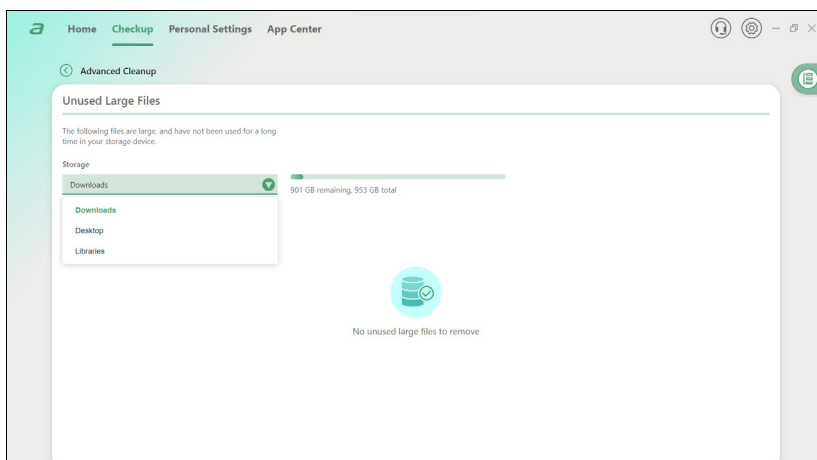 a Home Checkup Personal Settings App Center
Advanced Cleanup
Unused Large Files
The following files are large, and have not been used for a long
time in your storage device.
Storage
Downloads
901 GB remaining, 953 GB total
Downloads
Desktop
Libraries
No unused large files to remove